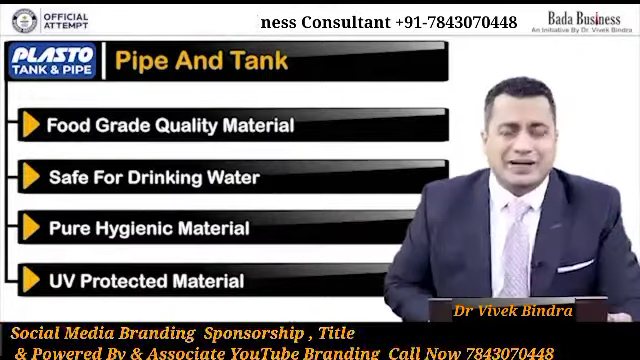 OFFICIAL
ATTEMPT
ness Consultant +91-7843070448
Bada Business
An Initiative By Dr. Vivek Bindra
PLASTO
TANK & PIPE
Pipe And Tank
Food Grade Quality Material
Safe For Drinking Water
Pure Hygienic Material
UV Protected Material
Dr Vivek Bindra
Social Media Branding Sponsorship , Title
& Powered By & Associate YouTube Branding Call Now 7843070448